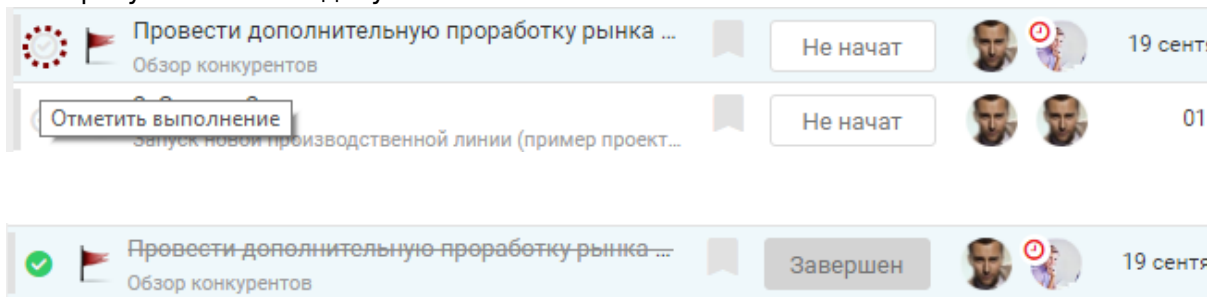 Провести дополнительную проработку рынка ...
Не начат
19 сентя
Обзор конкурентов
Отметить выполнение
Не начат
01
Запуск новой производственной линии (пример проект...
Провести дополнительную проработку рынка ...
Завершен
19 сентя
Обзор конкурентов